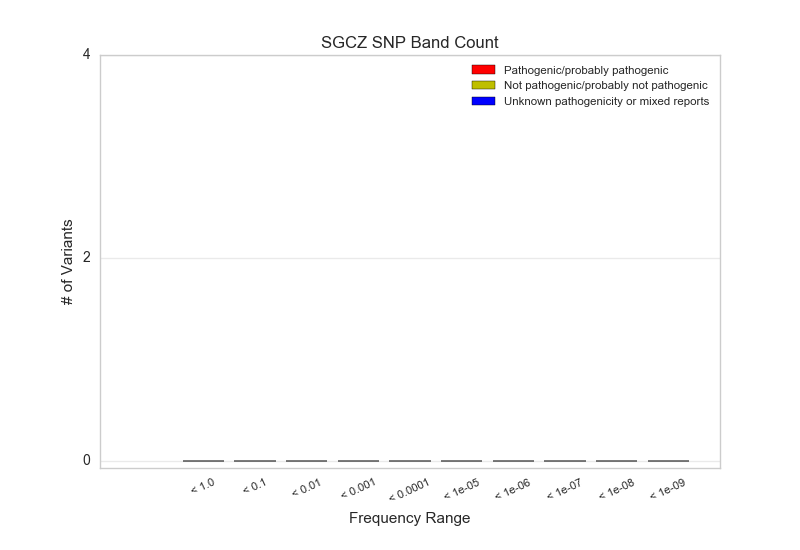 SGCZ SNP Band Count
4
2
0
# of Variants
Pathogenic/probably pathogenic
Not pathogenic/probably not pathogenic
Unknown pathogenicity or mixed reports
< 1.0
< 0.1
< 0.01
< 0.001
< 0.0001
< 1e-05
< 1e-06
< 1e-07
< 1e-08
< 1e-09
Frequency Range